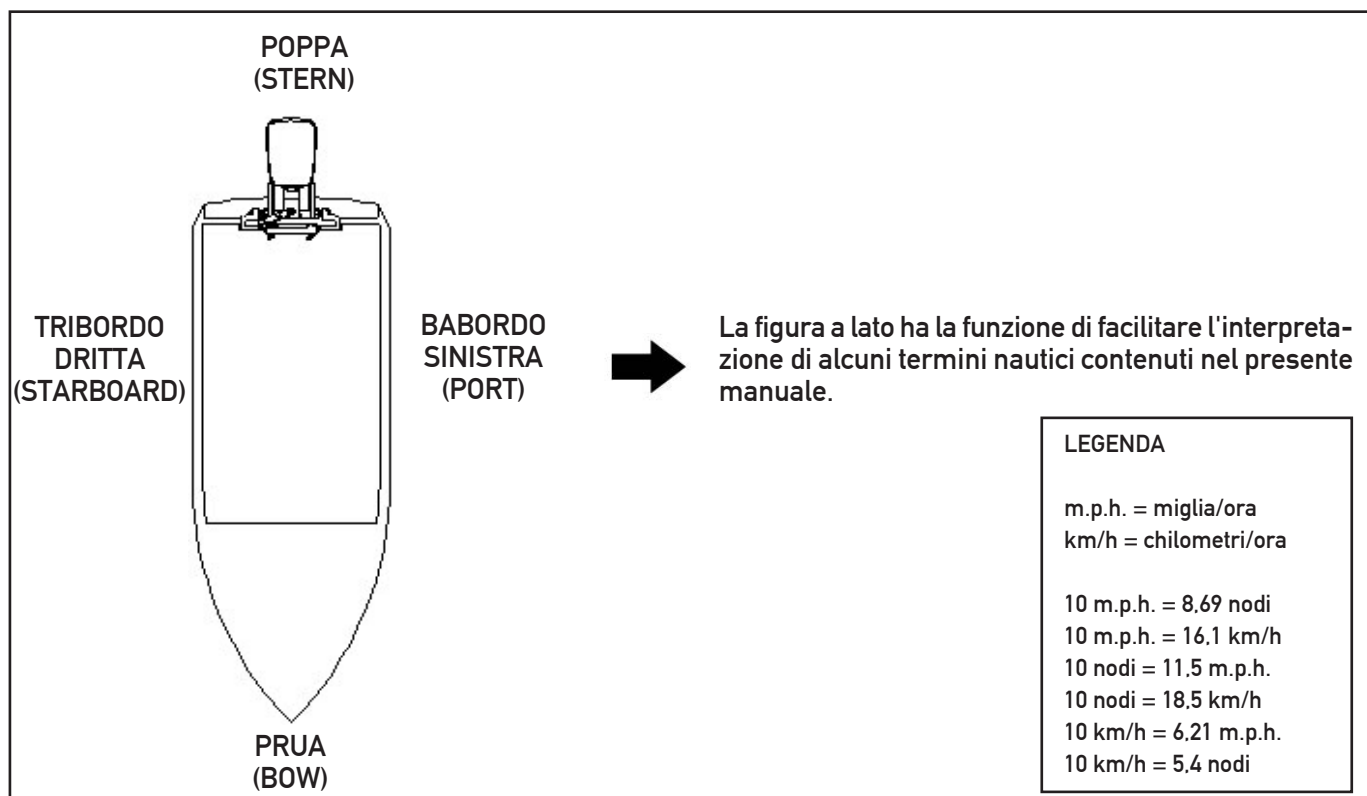 POPPA
(STERN)
TRIBORDO
DRITTA
(STARBOARD)
BABORDO
SINISTRA
(PORT)
La figura a lato ha la funzione di facilitare l'interpreta-
zione di alcuni termini nautici contenuti nel presente
manuale.
LEGENDA
m.p.h. = miglia/ora
km/h = chilometri/ora
10 m.p.h. = 8,69 nodi
10 m.p.h. = 16,1 km/h
10 nodi = 11,5 m.p.h.
10 nodi = 18,5 km/h
10 km/h = 6,21 m.p.h.
10 km/h = 5,4 nodi
PRUA
(BOW)